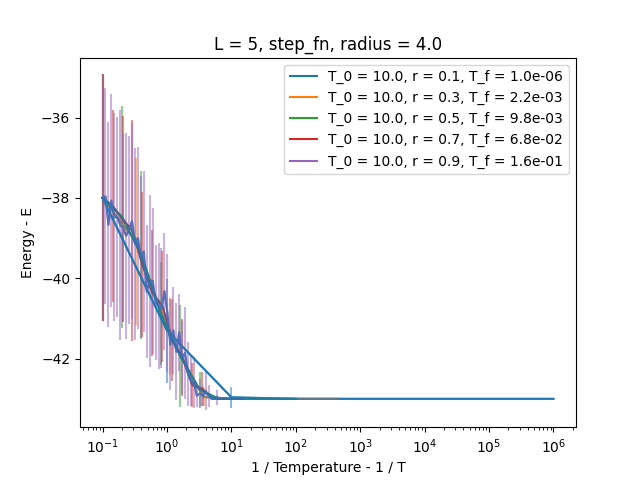 L = 5, step_fn, radius = 4.0
T_0 = 10.0, r = 0.1, T_f = 1.0e-06
T_0 = 10.0, r = 0.3, T_f = 2.2e-03
T_0 = 10.0, r = 0.5, T_f = 9.8e-03
T_0 = 10.0, r = 0.7, T_f = 6.8e-02
T_0 = 10.0, r = 0.9, T_f = 1.6e-01
Energy - E
−36
−38
−40
−42
10⁻¹ 10⁰ 10¹ 10² 10³ 10⁴ 10⁵ 10⁶
1 / Temperature - 1 / T